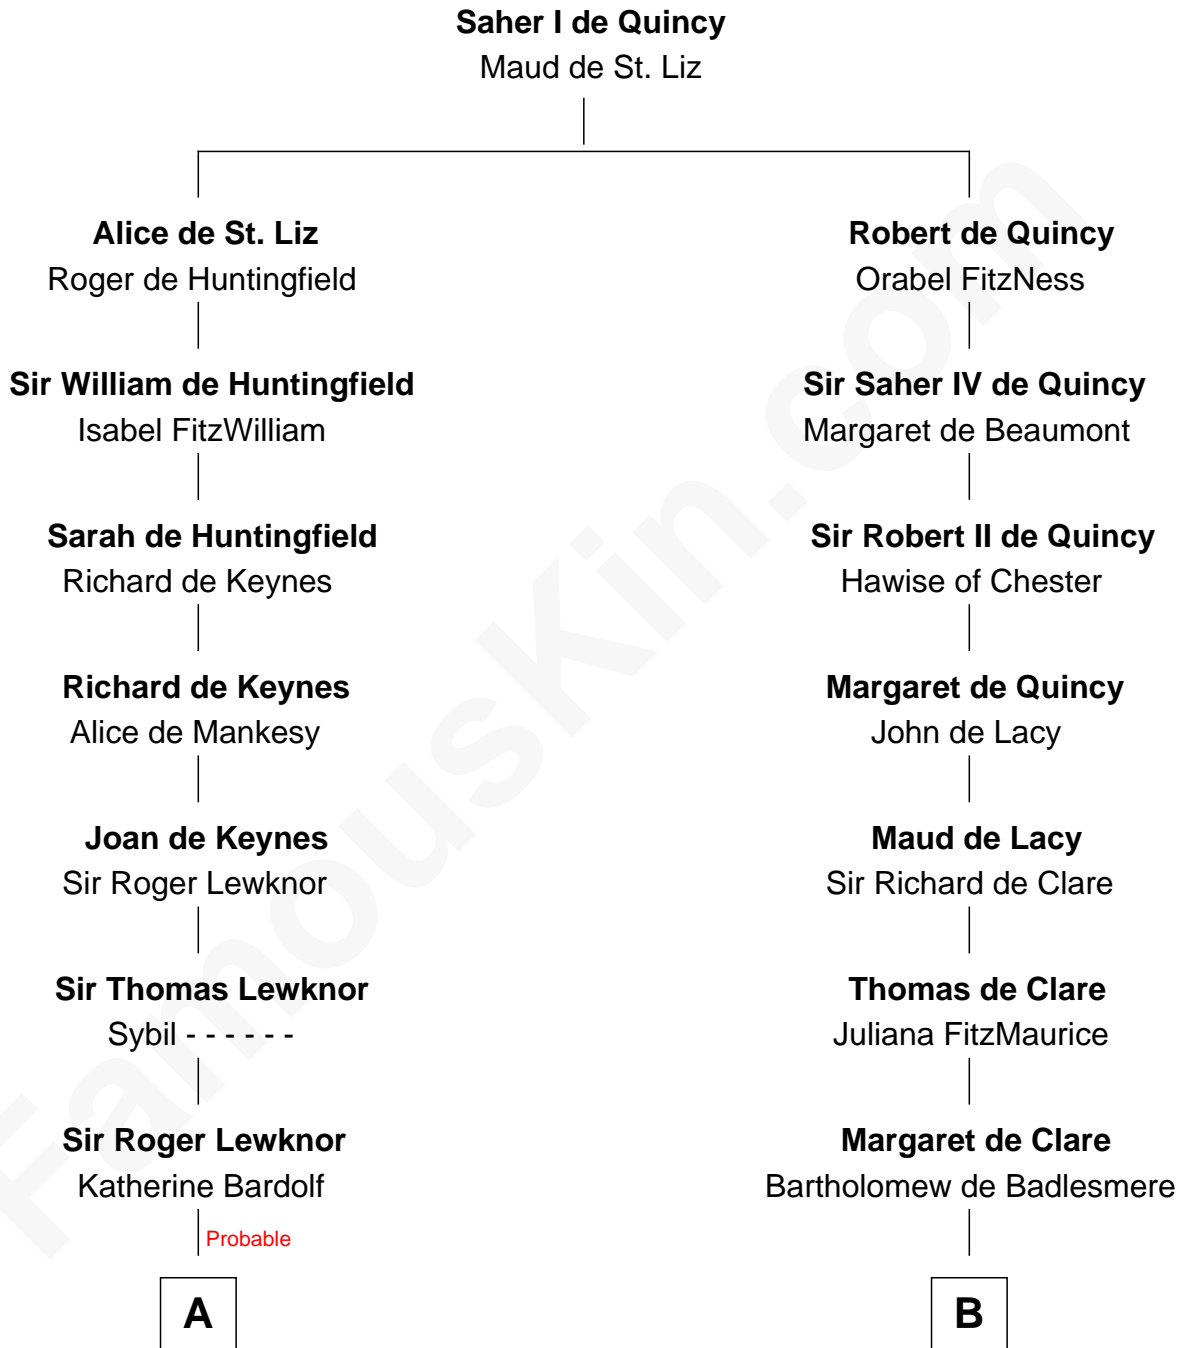 Saher I de Quincy
Maud de St. Liz
Alice de St. Liz
Roger de Huntingfield
Robert de Quincy
Orabel FitzNess
Sir William de Huntingfield
Isabel FitzWilliam
Sir Saher IV de Quincy
Margaret de Beaumont
Sarah de Huntingfield
Richard de Keynes
Sir Robert II de Quincy
Hawise of Chester
Richard de Keynes
Alice de Mankesy
Margaret de Quincy
John de Lacy
Joan de Keynes
Sir Roger Lewknor
Maud de Lacy
Sir Richard de Clare
Sir Thomas Lewknor
Sybil - - - - - -
Thomas de Clare
Juliana FitzMaurice
Sir Roger Lewknor
Katherine Bardolf
Margaret de Clare
Bartholomew de Badlesmere
Probable
A
B
FamousKin.com